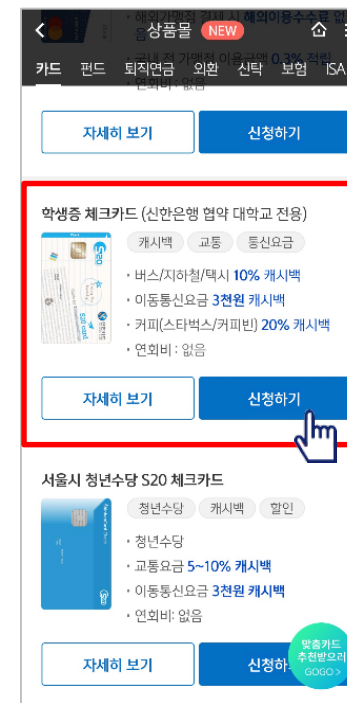 상품몰 NEW
카드 펀드 퇴직연금 외환 신탁 보험 ISA
· 연회비 : 없음
자세히 보기 신청하기
학생증 체크카드 (신한은행 협약 대학교 전용)
캐시백 교통 통신요금
· 버스/지하철/택시 10% 캐시백
· 이동통신요금 3천원 캐시백
· 커피(스타벅스/커피빈) 20% 캐시백
· 연회비 : 없음
자세히 보기 신청하기
서울시 청년수당 S20 체크카드
청년수당 캐시백 할인
· 청년수당
· 교통요금 5~10% 캐시백
· 이동통신요금 3천원 캐시백
· 연회비: 없음
맞춤카드
추천받으러
GOGO >
자세히 보기 신청하